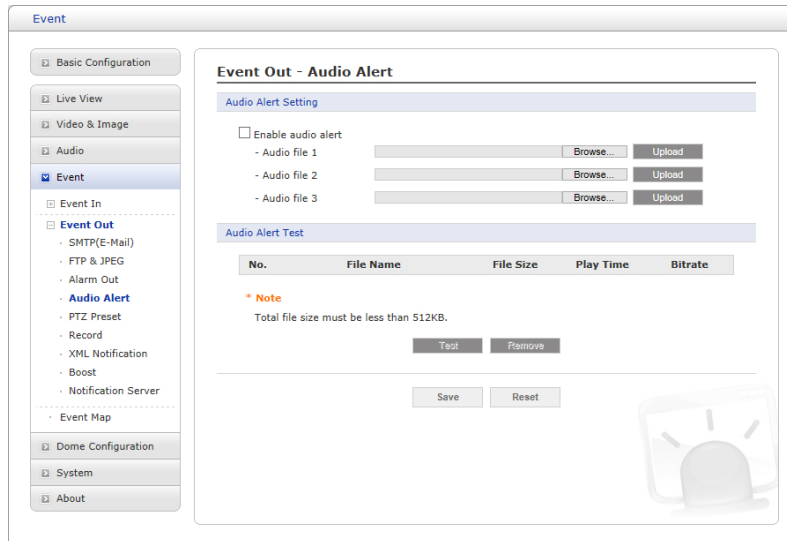 Event
Basic Configuration
Live View
Video & Image
Audio
Event
Event In
Event Out
SMTP(E-Mail)
FTP & JPEG
Alarm Out
Audio Alert
PTZ Preset
Record
XML Notification
Boost
Notification Server
Event Map
Dome Configuration
System
About
Event Out - Audio Alert
Audio Alert Setting
Enable audio alert
- Audio file 1 Browse... Upload
- Audio file 2 Browse... Upload
- Audio file 3 Browse... Upload
Audio Alert Test
No. File Name File Size Play Time Bitrate
* Note
Total file size must be less than 512KB.
Test Remove
Save Reset